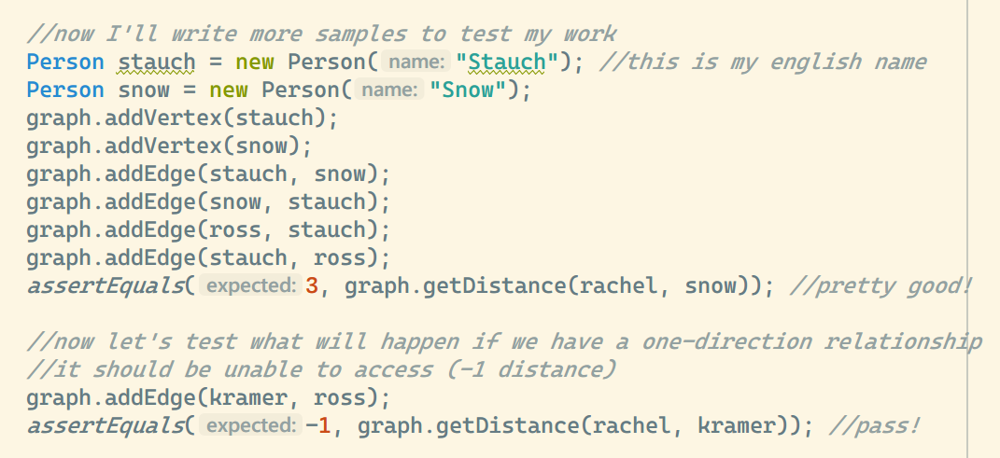 //now I'll write more samples to test my work
Person stauch = new Person( name: "Stauch"); //this is my english name
Person snow = new Person( name: "Snow");
graph.addVertex(stauch);
graph.addVertex(snow);
graph.addEdge(stauch, snow);
graph.addEdge(snow, stauch);
graph.addEdge(ross, stauch);
graph.addEdge(stauch, ross);
assertEquals( expected: 3, graph.getDistance(rachel, snow)); //pretty good!
//now let's test what will happen if we have a one-direction relationship
//it should be unable to access (-1 distance)
graph.addEdge(kramer, ross);
assertEquals( expected: -1, graph.getDistance(rachel, kramer)); //pass!